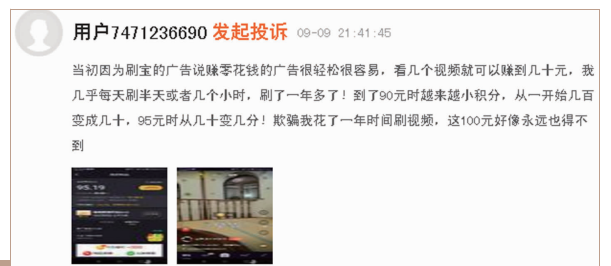 用户7471236690 发起投诉 09-09 21:41:45
当初因为刷宝的广告说赚零花钱的广告很轻松很容易，看几个视频就可以赚到几十元，我
几乎每天刷半天或者几个小时，刷了一年多了！到了90元时越来越小积分，从一开始几百
变成几十，95元时从几十变几分！欺骗我花了一年时间刷视频，这100元好像永远也得不
到
95.19